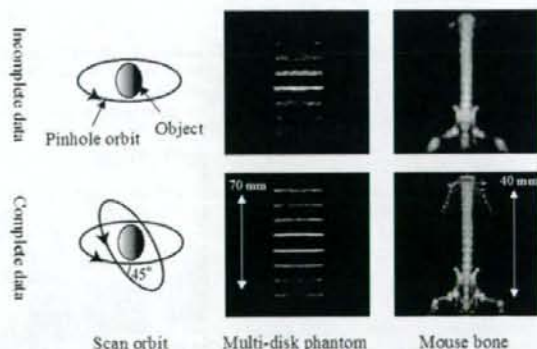 Incomplete data
Pinhole orbit
Object
Complete data
45°
70 mm
40 mm
Scan orbit
Multi-disk phantom
Mouse bone